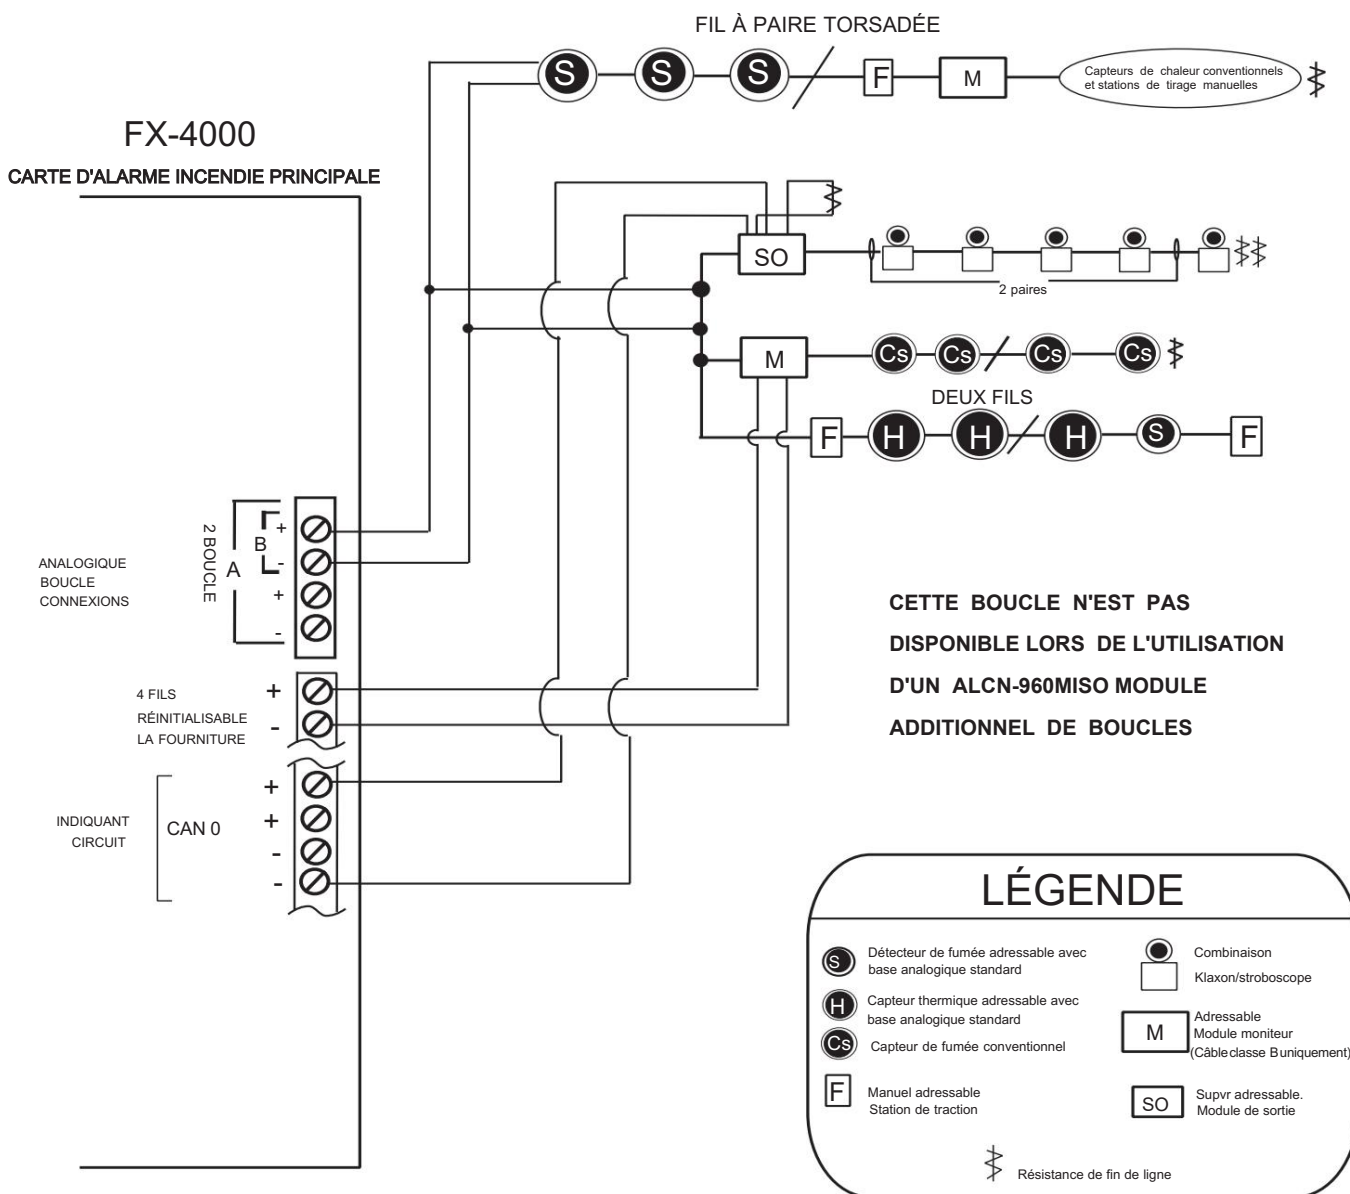 FIL À PAIRE TORSADÉE
S
S
S
F
M
Capteurs de chaleur conventionnels
et stations de tirage manuelles
FX-4000
CARTE D'ALARME INCENDIE PRINCIPALE
SO
2 paires
M
Cs
Cs
Cs
Cs
DEUX FILS
F
H
H
H
S
F
ANALOGIQUE
BOUCLE
CONNEXIONS
2 BOUCLE
A
B
+
-
+
-
4 FILS
RÉINITIALISABLE
LA FOURNITURE
+
-
INDIQUANT
CIRCUIT
CAN 0
+
+
-
-
CETTE BOUCLE N'EST PAS
DISPONIBLE LORS DE L'UTILISATION
D'UN ALCN-960MISO MODULE
ADDITIONNEL DE BOUCLES
LÉGENDE
S
Détecteur de fumée adressable avec
base analogique standard
H
Capteur thermique adressable avec
base analogique standard
Cs
Capteur de fumée conventionnel
F
Manuel adressable
Station de traction
Combinaison
Klaxon/stroboscope
M
Adressable
Module moniteur
(Câble classe B uniquement)
SO
Supvr adressable.
Module de sortie
Résistance de fin de ligne